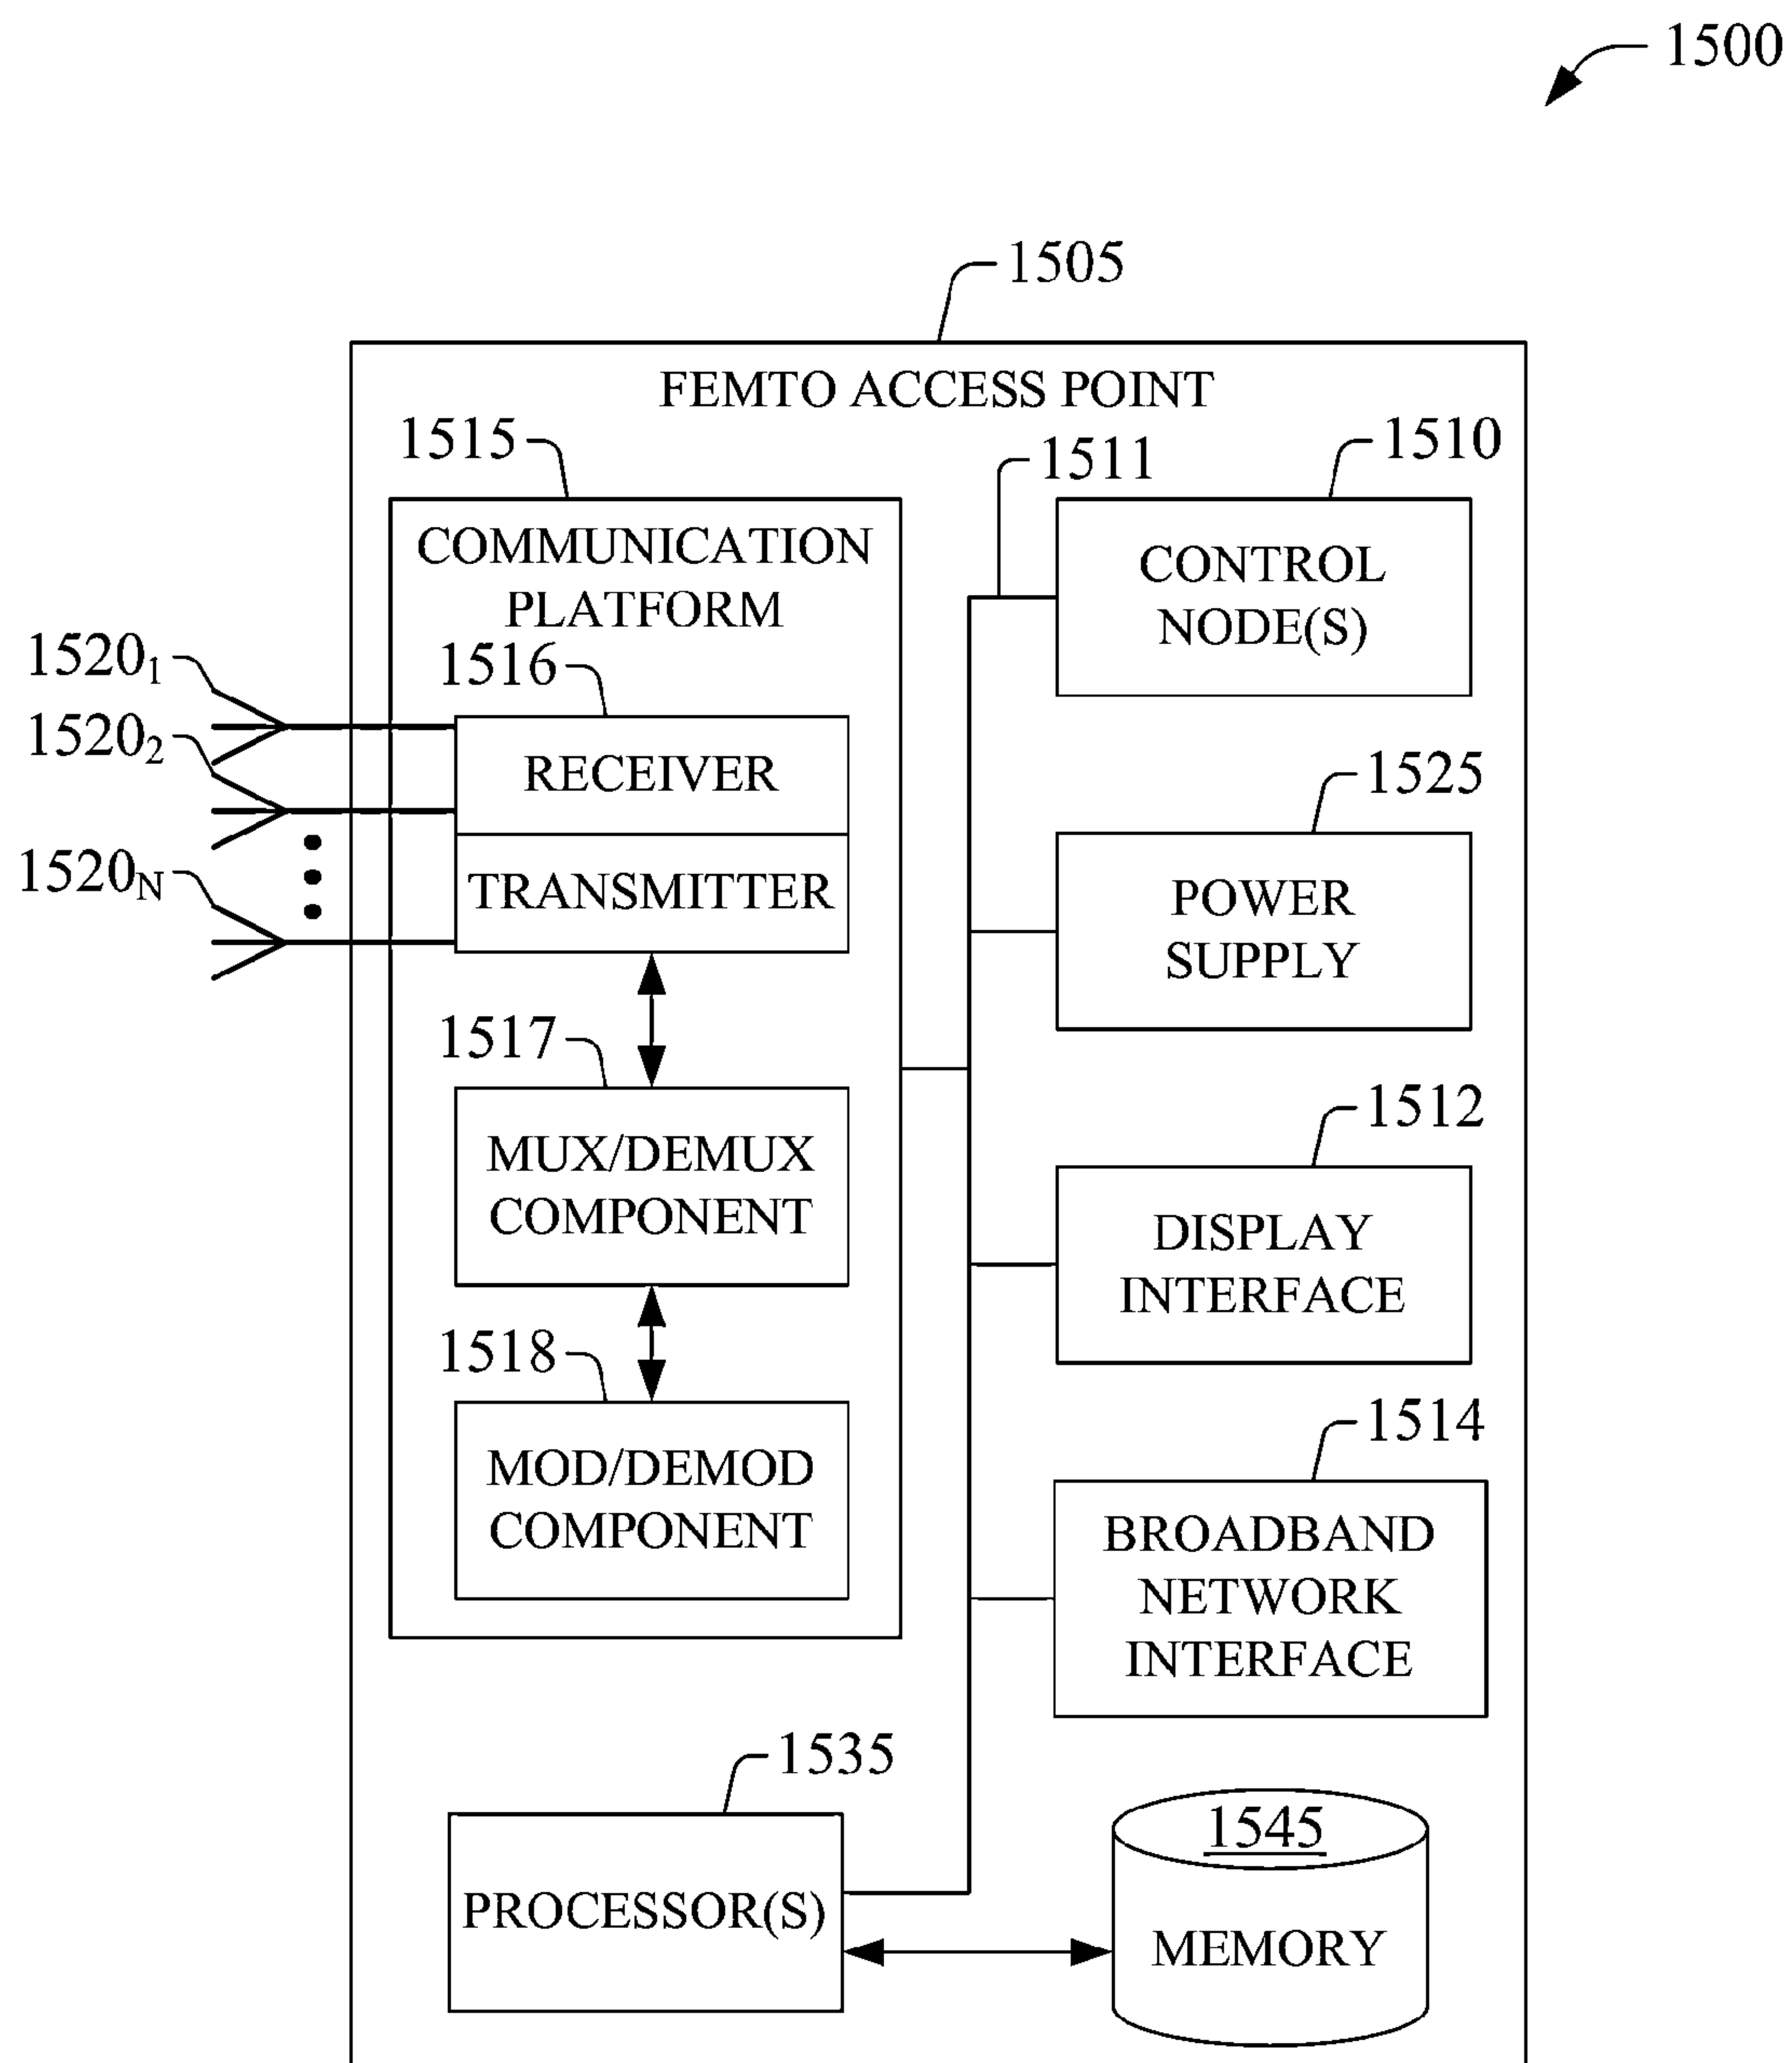 1500
1505
FEMTO ACCESS POINT
1515
1511
1510
COMMUNICATION
PLATFORM
CONTROL
NODE(S)
1520₁
1516
1520₂
RECEIVER
1520N
TRANSMITTER
1525
POWER
SUPPLY
1517
MUX/DEMUX
COMPONENT
1512
DISPLAY
INTERFACE
1518
MOD/DEMOD
COMPONENT
1514
BROADBAND
NETWORK
INTERFACE
1535
PROCESSOR(S)
1545
MEMORY